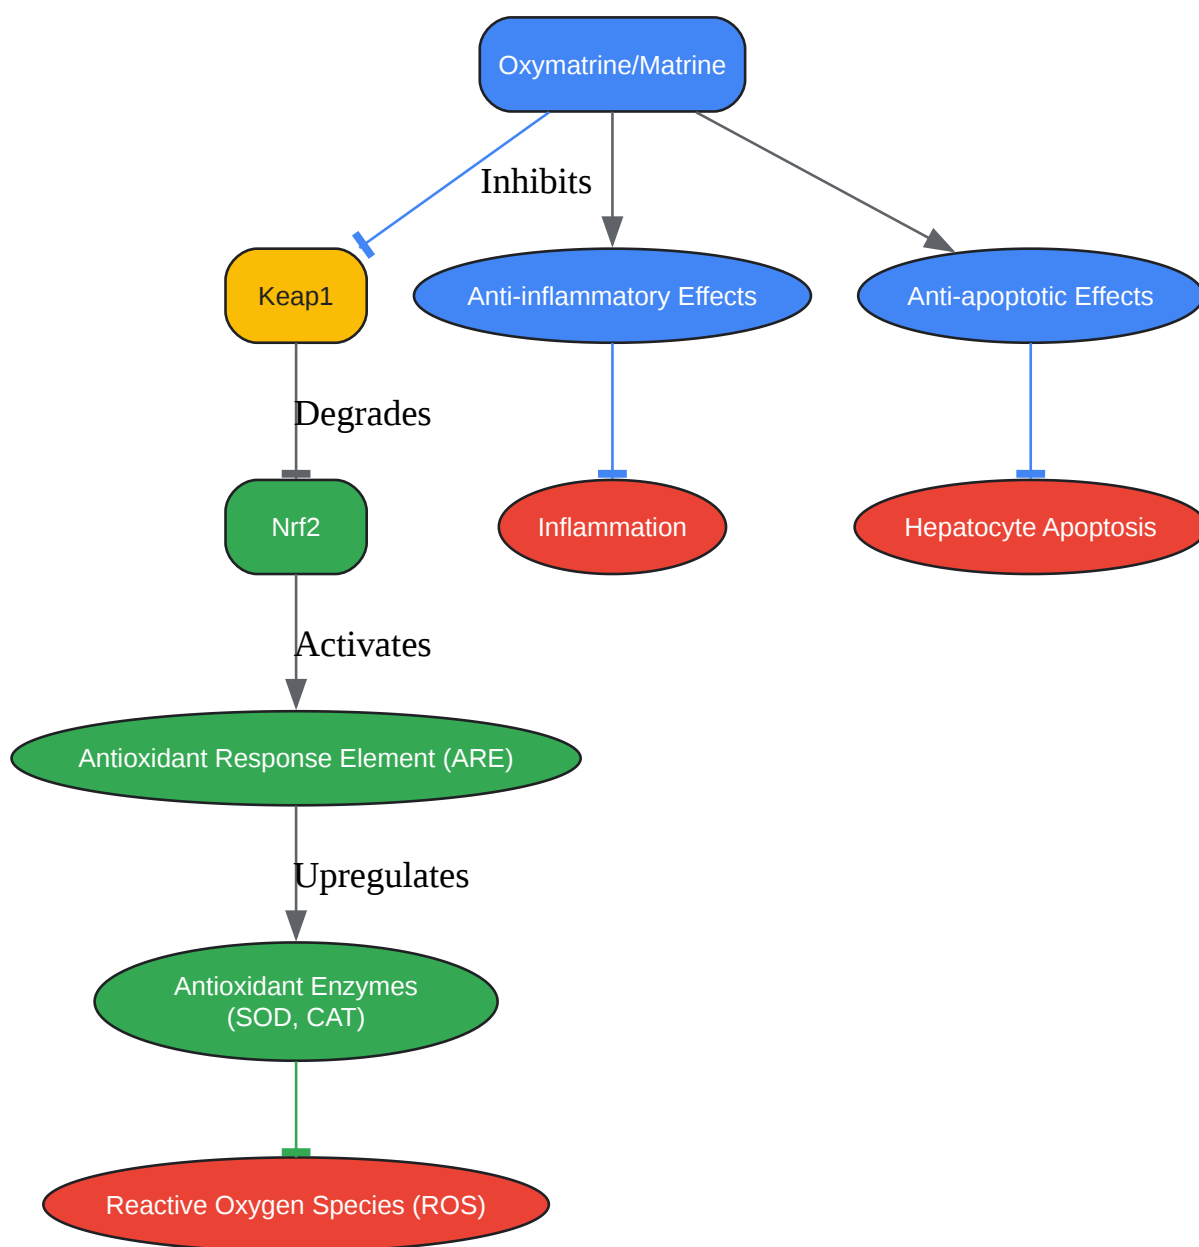 Oxymatrine/Matrine
Inhibits
Keap1
Anti-inflammatory Effects
Anti-apoptotic Effects
Degrades
Nrf2
Inflammation
Hepatocyte Apoptosis
Activates
Antioxidant Response Element (ARE)
Upregulates
Antioxidant Enzymes
(SOD, CAT)
Reactive Oxygen Species (ROS)